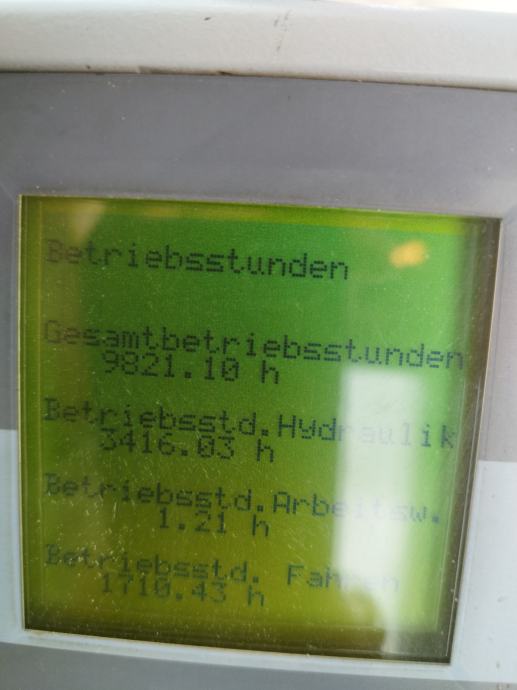 Betriebsstunden
Gesamtbetriebsstunden
9821.10 h
Betriebsstd.Hydraulik
3416.03 h
Betriebsstd.Arbeitsw.
1.21 h
Betriebsstd. Fahren
1710.43 h